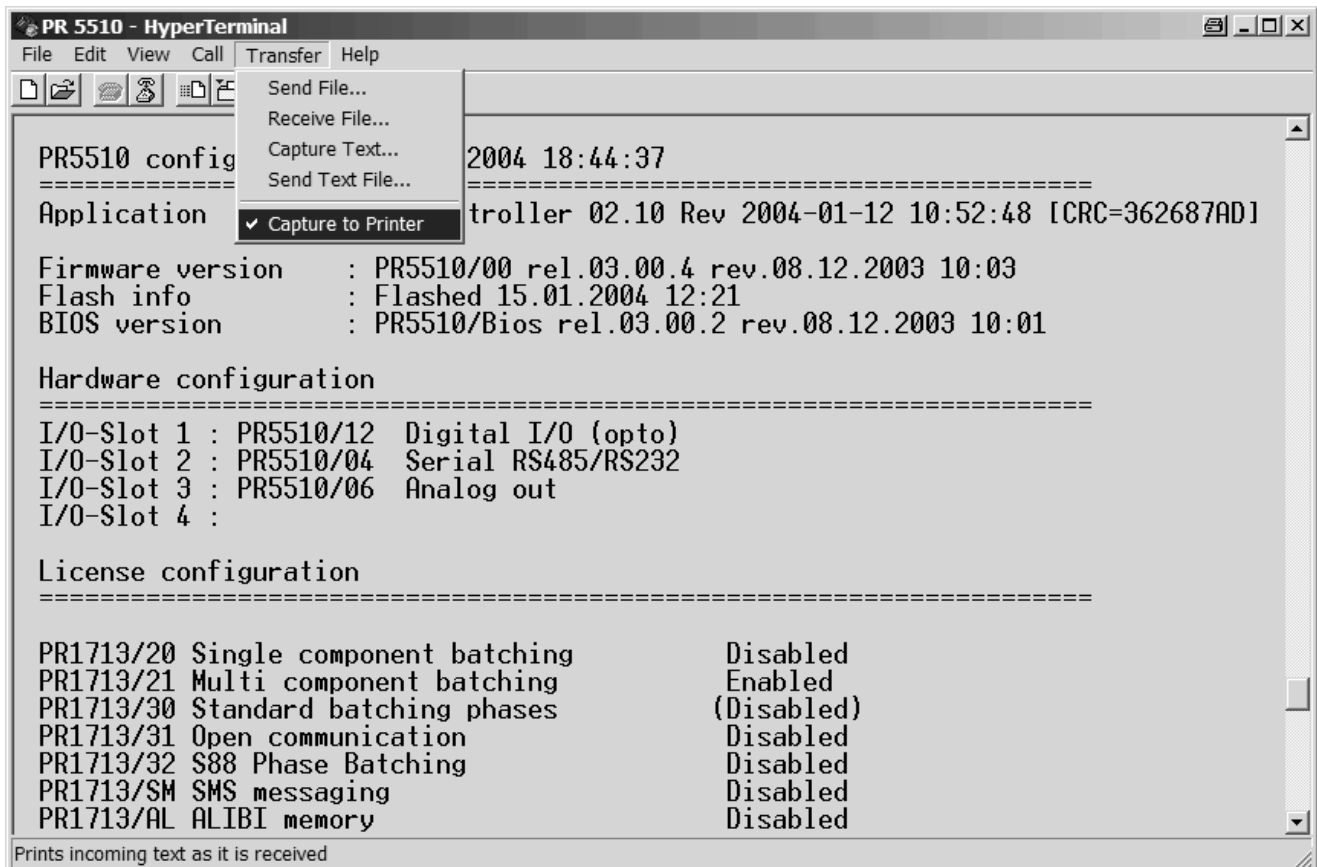 PR 5510 - HyperTerminal
File Edit View Call Transfer Help
Send File...
Receive File...
Capture Text...
Send Text File...
Capture to Printer
PR5510 config 2004 18:44:37
=====================================================================
Application troller 02.10 Rev 2004-01-12 10:52:48 [CRC=362687AD]
Firmware version : PR5510/00 rel.03.00.4 rev.08.12.2003 10:03
Flash info : Flashed 15.01.2004 12:21
BIOS version : PR5510/Bios rel.03.00.2 rev.08.12.2003 10:01
Hardware configuration
=====================================================================
I/O-Slot 1 : PR5510/12 Digital I/O (opto)
I/O-Slot 2 : PR5510/04 Serial RS485/RS232
I/O-Slot 3 : PR5510/06 Analog out
I/O-Slot 4 :
License configuration
=====================================================================
PR1713/20 Single component batching Disabled
PR1713/21 Multi component batching Enabled
PR1713/30 Standard batching phases (Disabled)
PR1713/31 Open communication Disabled
PR1713/32 S88 Phase Batching Disabled
PR1713/SM SMS messaging Disabled
PR1713/AL ALIBI memory Disabled
Prints incoming text as it is received